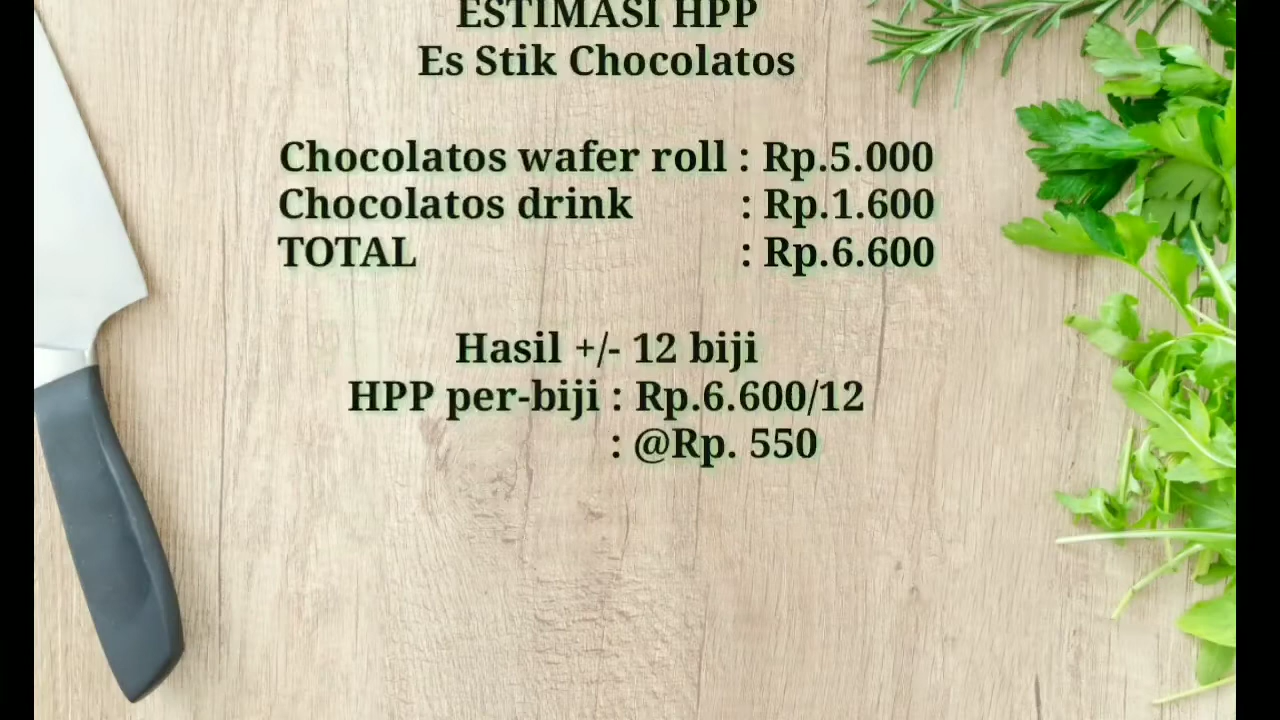 ESTIMASI HPP
Es Stik Chocolatos
Chocolatos wafer roll : Rp.5.000
Chocolatos drink : Rp.1.600
TOTAL : Rp.6.600
Hasil +/- 12 biji
HPP per-biji : Rp.6.600/12
: @Rp. 550